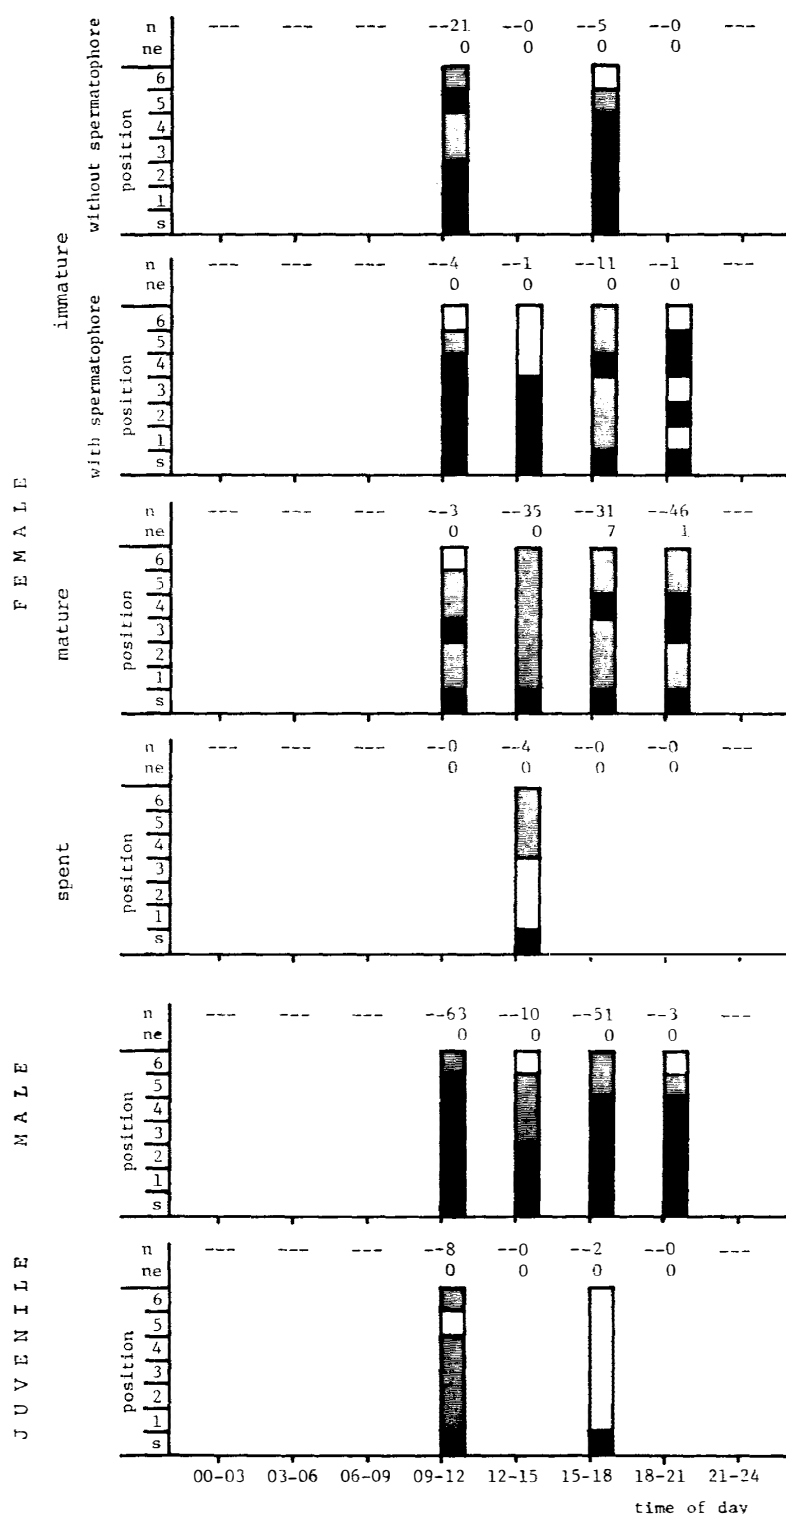 n --- --- --- --21 --0 --5 --0 ---
ne 0 0 0 0
6
5
4
3
2
1
s
position
without spermatophore
immature
n --- --- --- --4 --1 --11 --1 ---
ne 0 0 0 0
6
5
4
3
2
1
s
position
with spermatophore
FEMALE
n --- --- --- --3 --35 --31 --46 ---
ne 0 0 7 1
6
5
4
3
2
1
s
position
mature
n --- --- --- --0 --4 --0 --0 ---
ne 0 0 0 0
6
5
4
3
2
1
s
position
spent
n --- --- --- --63 --10 --51 --3 ---
ne 0 0 0 0
6
5
4
3
2
1
s
position
MALE
n --- --- --- --8 --0 --2 --0 ---
ne 0 0 0 0
6
5
4
3
2
1
s
position
JUVENILE
00-03 03-06 06-09 09-12 12-15 15-18 18-21 21-24
time of day